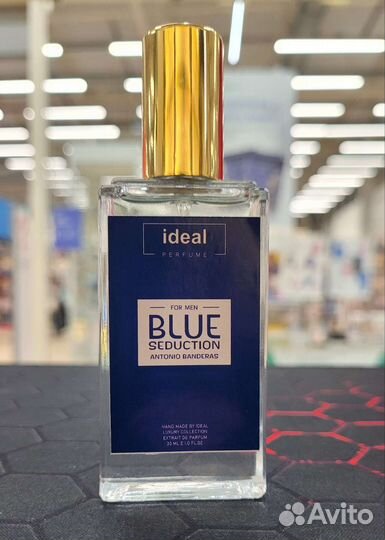 ideal
PERFUME
FOR MEN
BLUE
SEDUCTION
ANTONIO BANDERAS
HAND MADE BY IDEAL
LUXURY COLLECTION
EXTRAIT DE PARFUM
30 ML E 1.0 FL.OZ
Avito